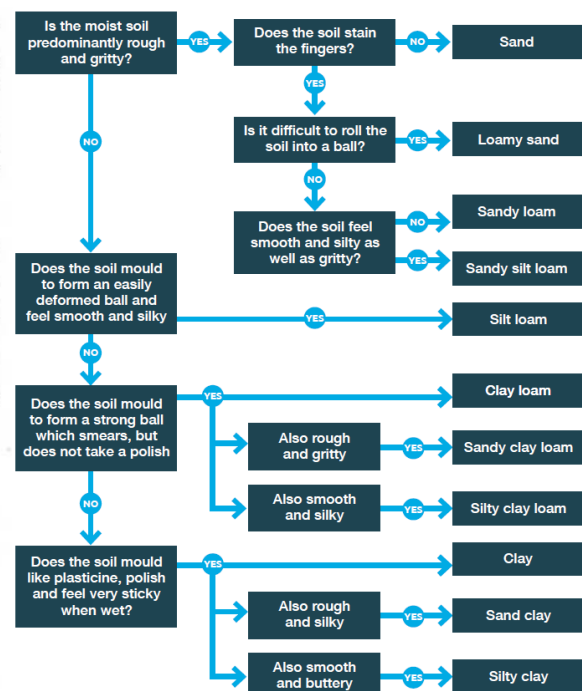 Is the moist soil
predominantly rough
and gritty?
YES
Does the soil stain
the fingers?
NO
Sand
YES
NO
Is it difficult to roll the
soil into a ball?
YES
Loamy sand
NO
Does the soil feel
smooth and silty as
well as gritty?
NO
Sandy loam
YES
Sandy silt loam
Does the soil mould
to form an easily
deformed ball and
feel smooth and silky
YES
Silt loam
NO
Does the soil mould
to form a strong ball
which smears, but
does not take a polish
YES
Clay loam
Also rough
and gritty
YES
Sandy clay loam
Also smooth
and silky
YES
Silty clay loam
NO
Does the soil mould
like plasticine, polish
and feel very sticky
when wet?
YES
Clay
Also rough
and silky
YES
Sand clay
Also smooth
and buttery
YES
Silty clay